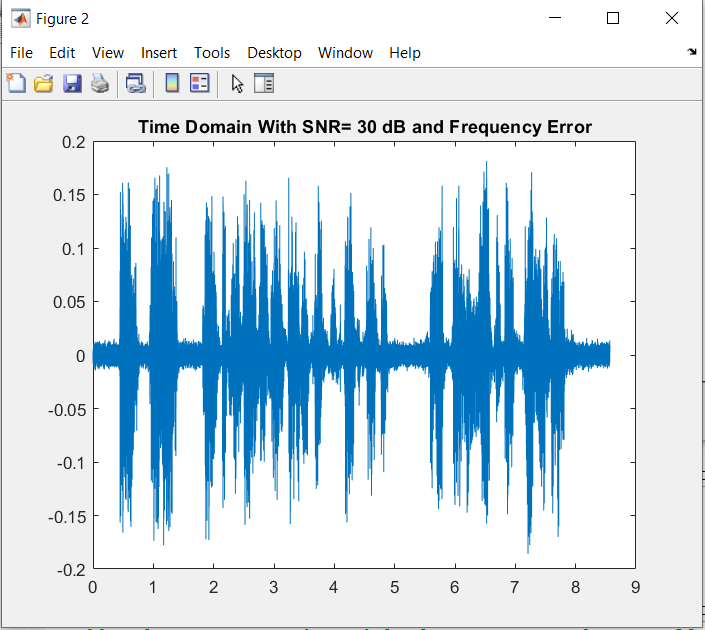 Figure 2
File Edit View Insert Tools Desktop Window Help
Time Domain With SNR= 30 dB and Frequency Error
0.2
0.15
0.1
0.05
0
-0.05
-0.1
-0.15
-0.2
0 1 2 3 4 5 6 7 8 9